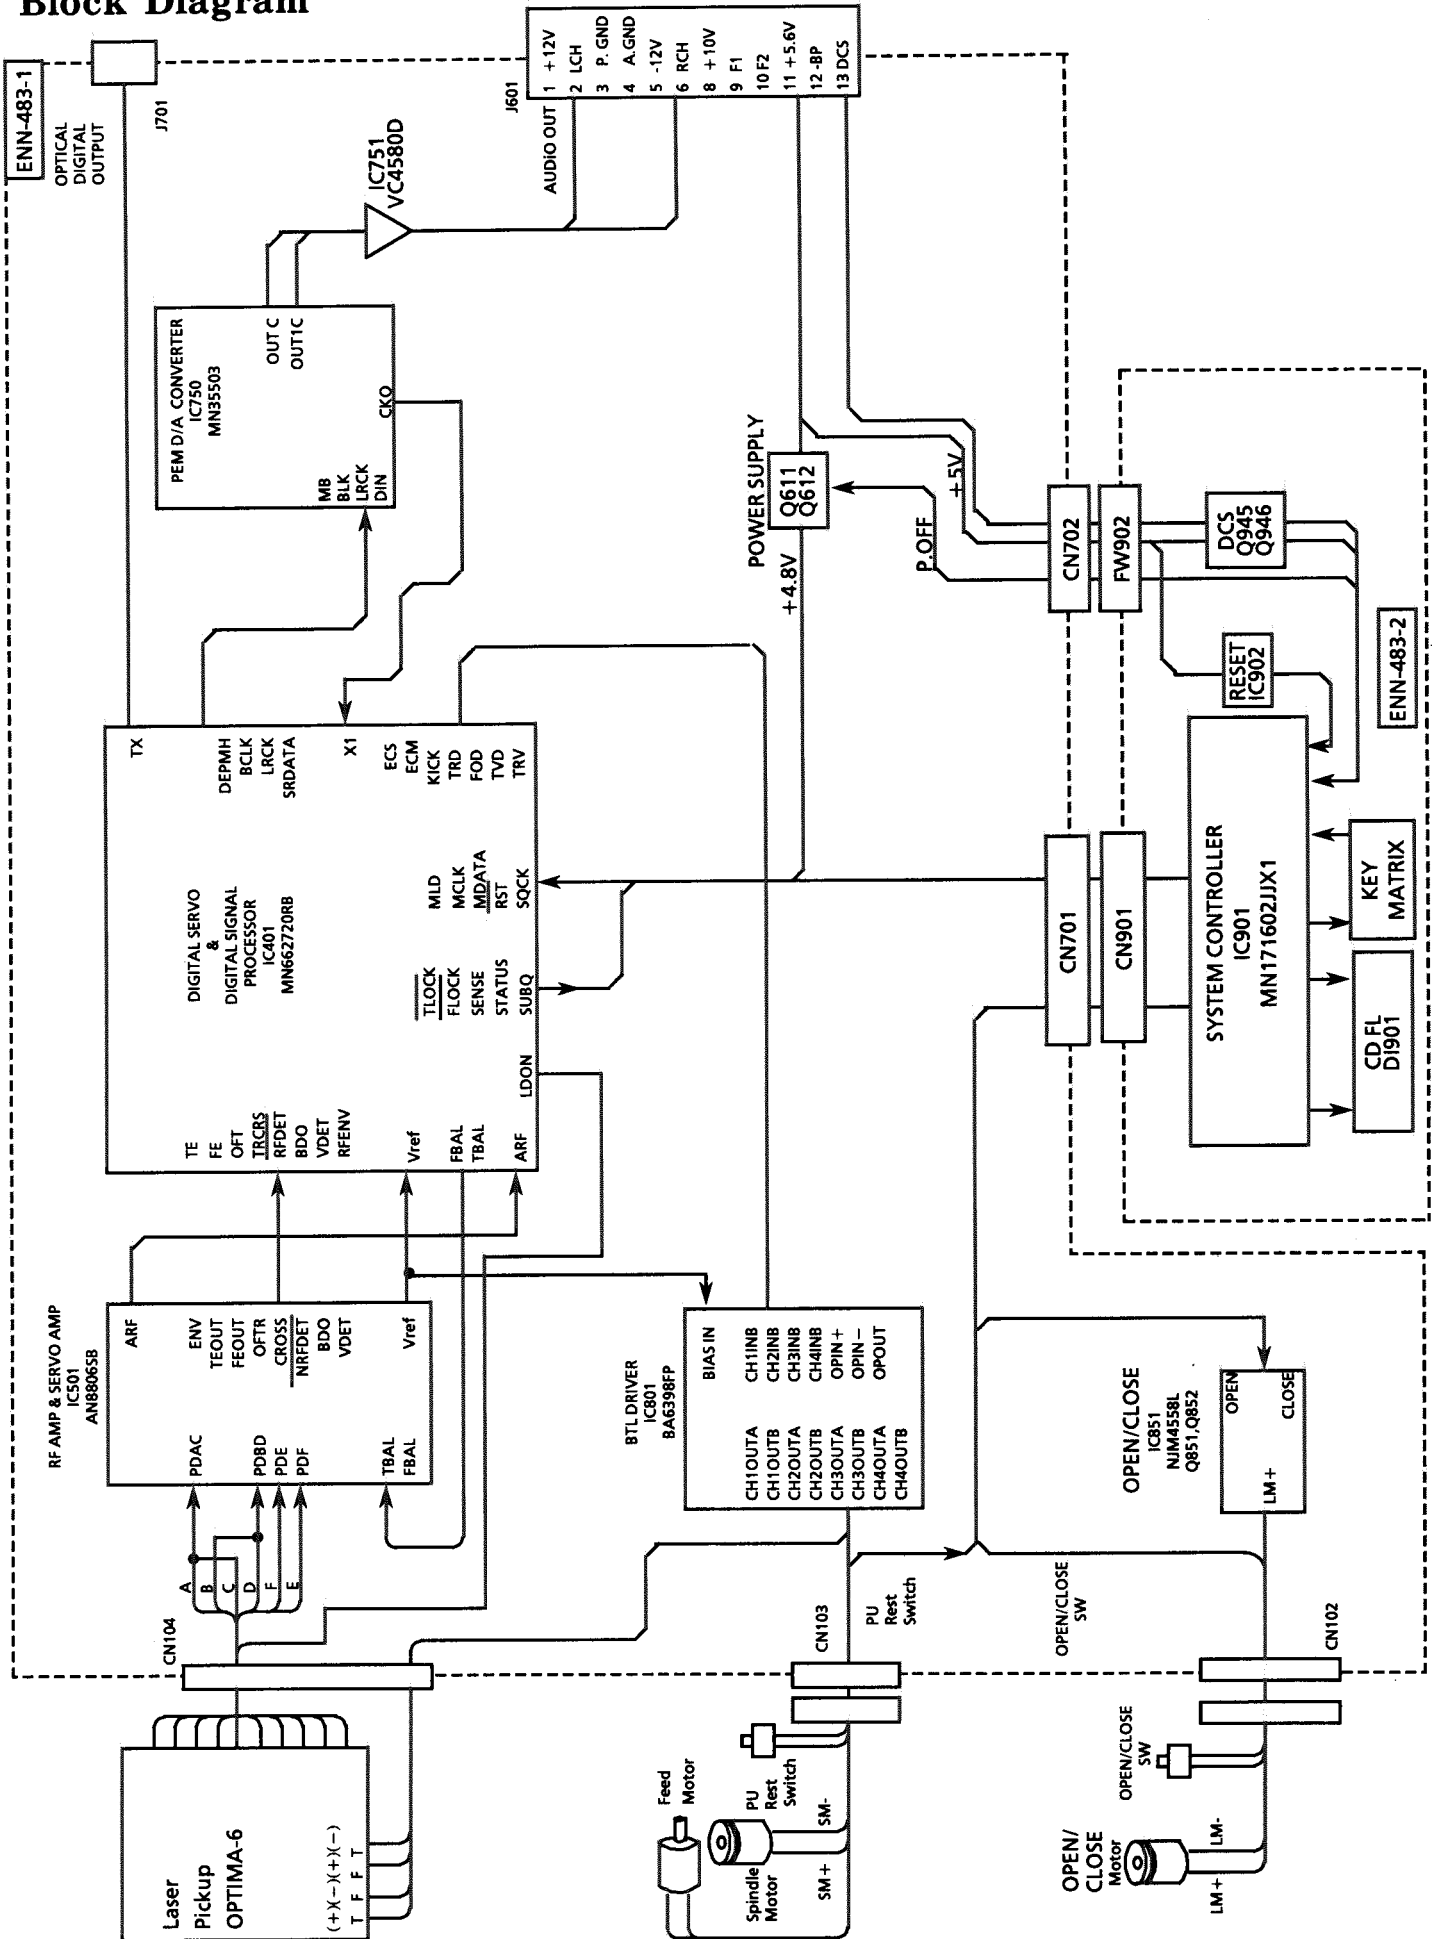 Block Diagram
ENN-483-1
OPTICAL
DIGITAL
OUTPUT
J701
J601
AUDiO OUT
1 +12V
2 LCH
3 P. GND
4 A.GND
5 -12V
6 RCH
8 +10V
9 F1
10 F2
11 +5.6V
12 -BP
13 DCS
IC751
VC4580D
PEM D/A CONVERTER
IC750
MN35503
OUT C
OUT1C
CKO
MB
BLK
LRCK
DIN
POWER SUPPLY
Q611
Q612
+4.8V
P.OFF
+5V
CN702
FW902
DCS
Q945
Q946
RESET
IC902
ENN-483-2
TX
DEPMH
BCLK
LRCK
SRDATA
X1
ECS
ECM
KICK
TRD
FOD
TVD
TRV
DIGITAL SERVO
&
DIGITAL SIGNAL
PROCESSOR
IC401
MN662720RB
MLD
MCLK
MDATA
RST
SQCK
TLOCK
FLOCK
SENSE
STATUS
SUBQ
LDON
TE
FE
OFT
TRCRS
RFDET
BDO
VDET
RFENV
Vref
FBAL
TBAL
ARF
CN701
CN901
SYSTEM CONTROLLER
IC901
MN171602JJX1
KEY
MATRIX
CD FL
DI901
RF AMP & SERVO AMP
IC501
AN8806SB
ARF
ENV
TEOUT
FEOUT
OFTR
CROSS
NRFDET
BDO
VDET
Vref
PDAC
PDBD
PDE
PDF
TBAL
FBAL
A
B
C
D
F
E
BTL DRIVER
IC801
BA6398FP
BIAS IN
CH1INB
CH2INB
CH3INB
CH4INB
OPIN+
OPIN−
OPOUT
CH1OUTA
CH1OUTB
CH2OUTA
CH2OUTB
CH3OUTA
CH3OUTB
CH4OUTA
CH4OUTB
OPEN/CLOSE
IC851
NJM4558L
Q851,Q852
OPEN
CLOSE
LM+
CN104
CN103
PU
Rest
Switch
OPEN/CLOSE
SW
CN102
Laser
Pickup
OPTIMA-6
(+)(−)(+)(−)
T F F T
Feed
Motor
PU
Rest
Switch
Spindle
Motor
SM+
SM-
OPEN/CLOSE
SW
OPEN/
CLOSE
Motor
LM+
LM-